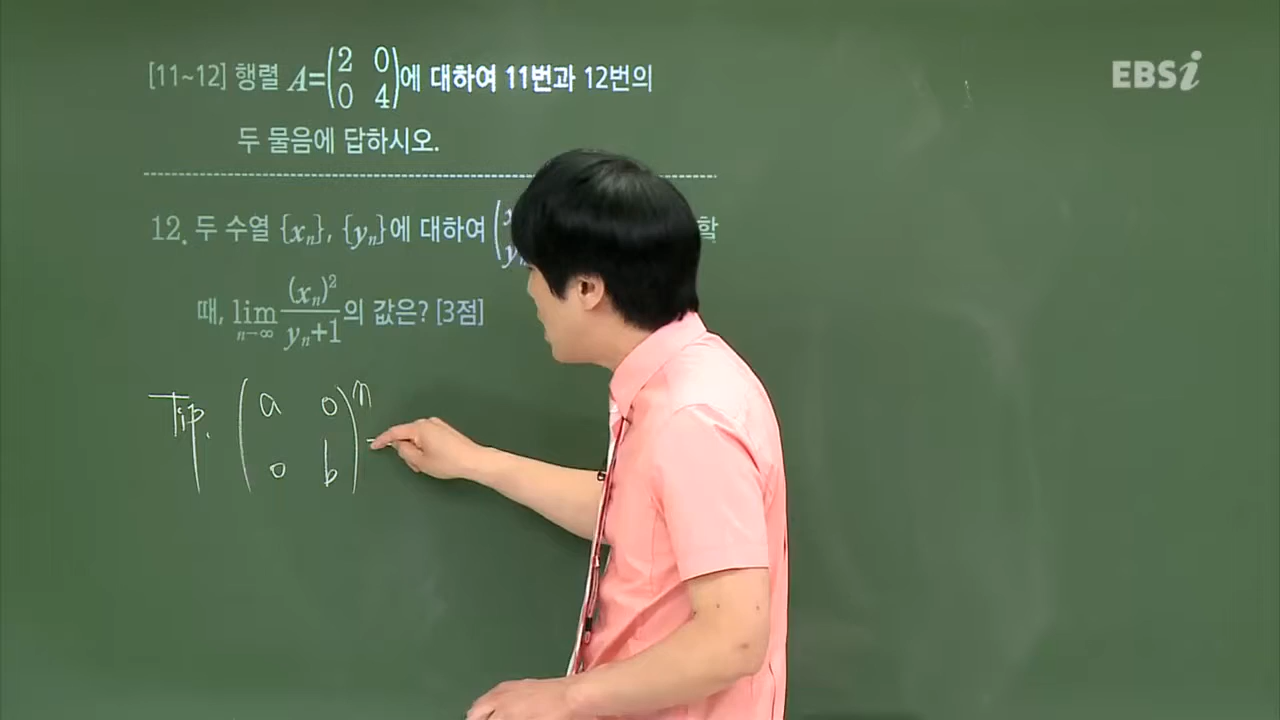 [11~12] 행렬 A=(2 0
0 4)에 대하여 11번과 12번의
두 물음에 답하시오.
EBSi
12. 두 수열 {xₙ}, {yₙ}에 대하여 할
때, lim n→∞ (xₙ)²/yₙ+1 의 값은? [3점]
Tip. (a 0
0 b)ⁿ